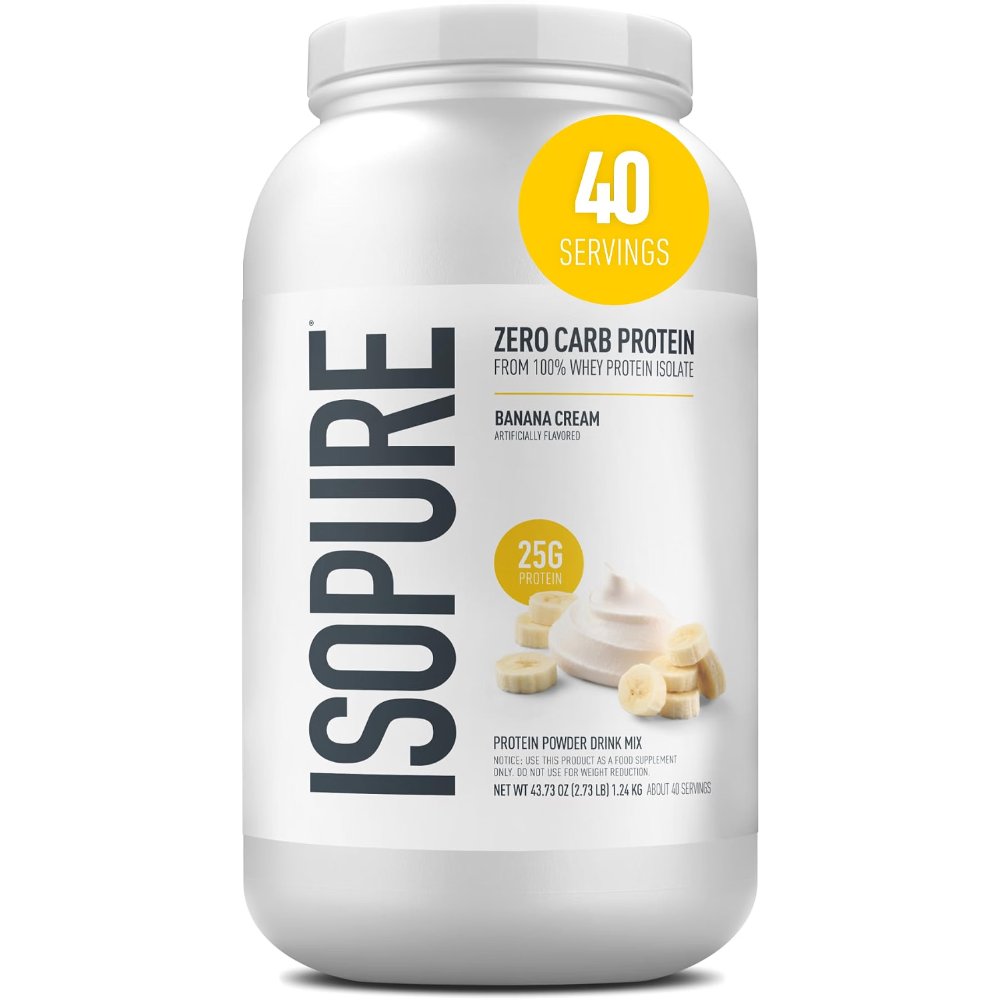 40
SERVINGS
ISOPURE®
ZERO CARB PROTEIN
FROM 100% WHEY PROTEIN ISOLATE
BANANA CREAM
ARTIFICIALLY FLAVORED
25G
PROTEIN
PROTEIN POWDER DRINK MIX
NOTICE: USE THIS PRODUCT AS A FOOD SUPPLEMENT
ONLY. DO NOT USE FOR WEIGHT REDUCTION.
NET WT 43.73 OZ (2.73 LB) 1.24 KG ABOUT 40 SERVINGS